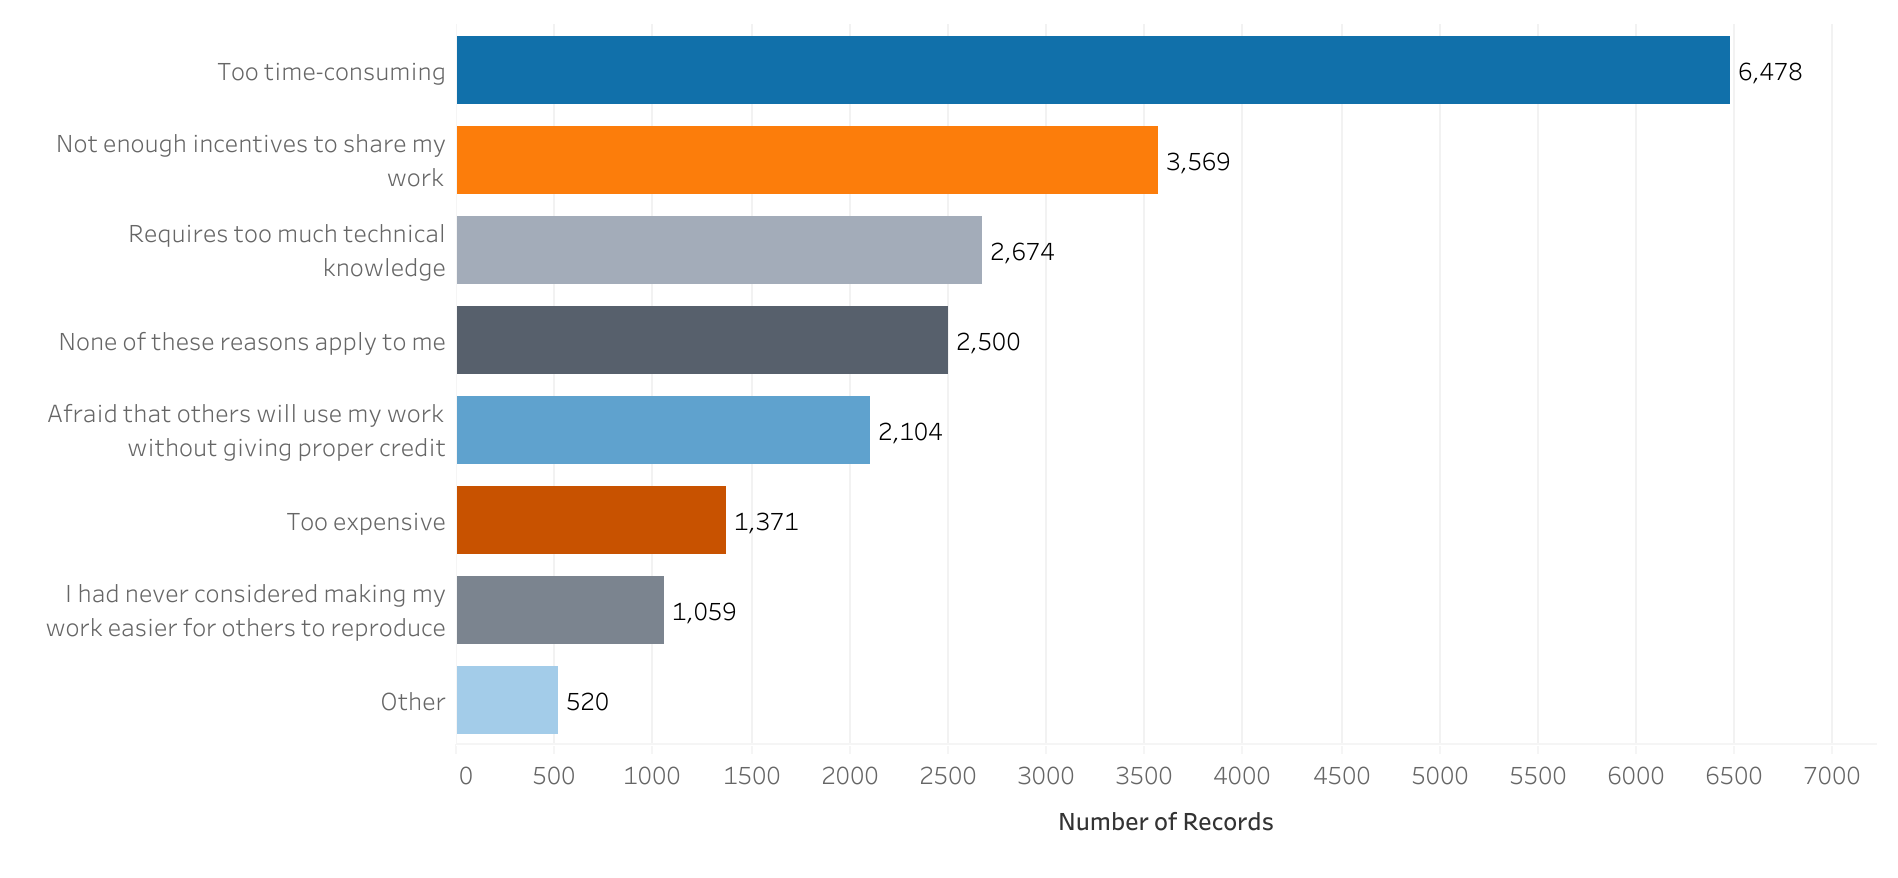 Too time-consuming
6,478
Not enough incentives to share my
work
3,569
Requires too much technical
knowledge
2,674
None of these reasons apply to me
2,500
Afraid that others will use my work
without giving proper credit
2,104
Too expensive
1,371
I had never considered making my
work easier for others to reproduce
1,059
Other
520
0 500 1000 1500 2000 2500 3000 3500 4000 4500 5000 5500 6000 6500 7000
Number of Records